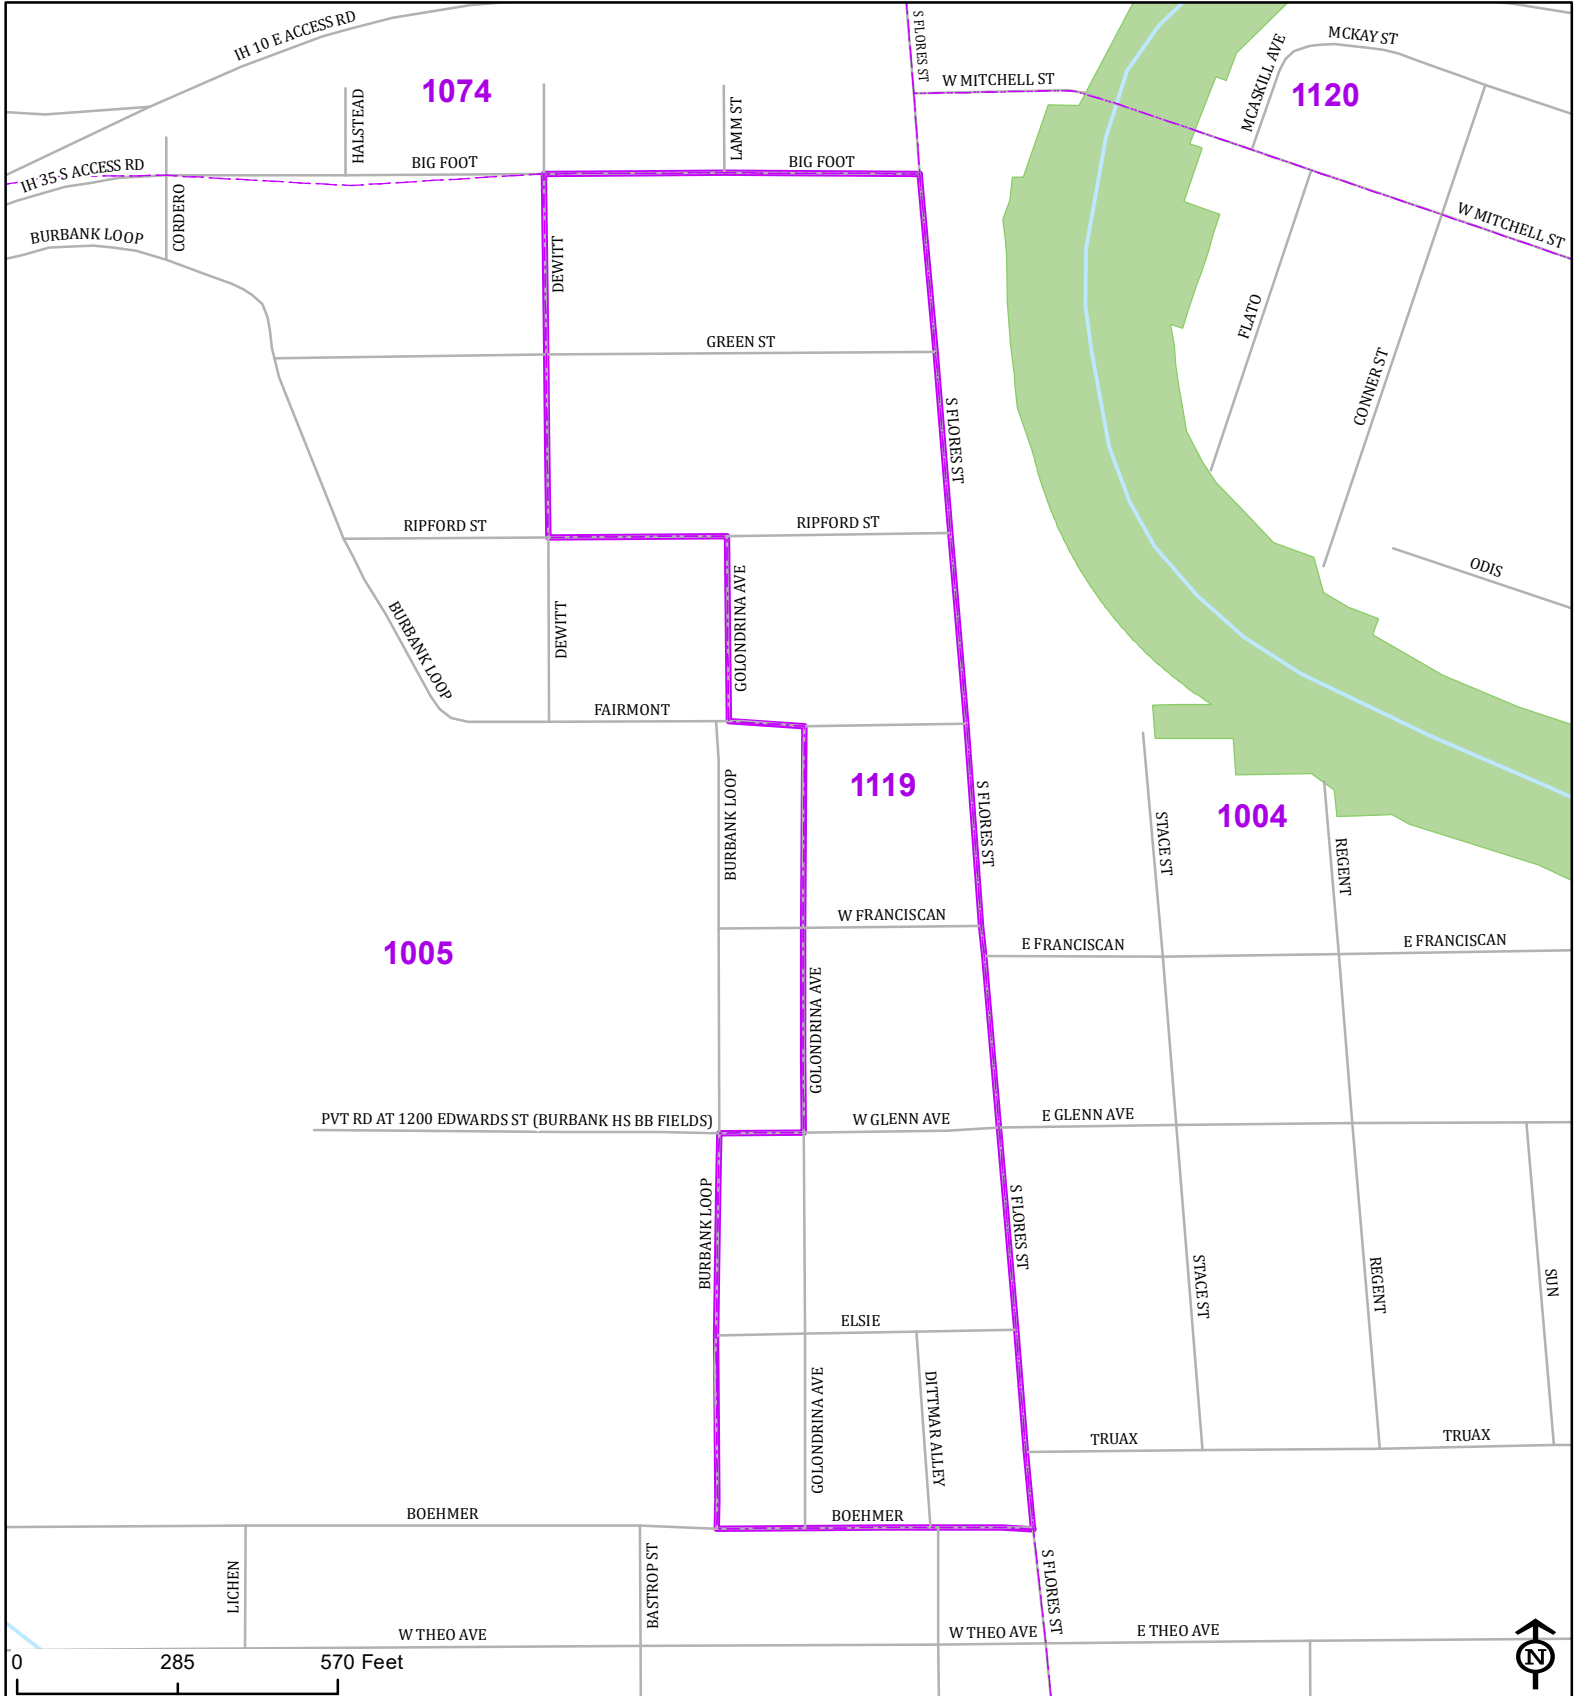 S FLORES ST
IH 10 E ACCESS RD
MCKAY ST
W MITCHELL ST
MCASKILL AVE
1074
1120
HALSTEAD
LAMM ST
BIG FOOT
BIG FOOT
IH 35 S ACCESS RD
CORDERO
BURBANK LOOP
W MITCHELL ST
DEWITT
FLATO
GREEN ST
CONNER ST
S FLORES ST
RIPFORD ST
RIPFORD ST
ODIS
GOLONDRINA AVE
DEWITT
BURBANK LOOP
FAIRMONT
1119
1004
BURBANK LOOP
S FLORES ST
STACE ST
REGENT
W FRANCISCAN
E FRANCISCAN
E FRANCISCAN
1005
GOLONDRINA AVE
PVT RD AT 1200 EDWARDS ST (BURBANK HS BB FIELDS)
W GLENN AVE
E GLENN AVE
BURBANK LOOP
S FLORES ST
STACE ST
REGENT
SUN
ELSIE
GOLONDRINA AVE
DITTMAR ALLEY
TRUAX
TRUAX
BOEHMER
BOEHMER
LICHEN
BASTROP ST
S FLORES ST
W THEO AVE
W THEO AVE
E THEO AVE
0 285 570 Feet
N